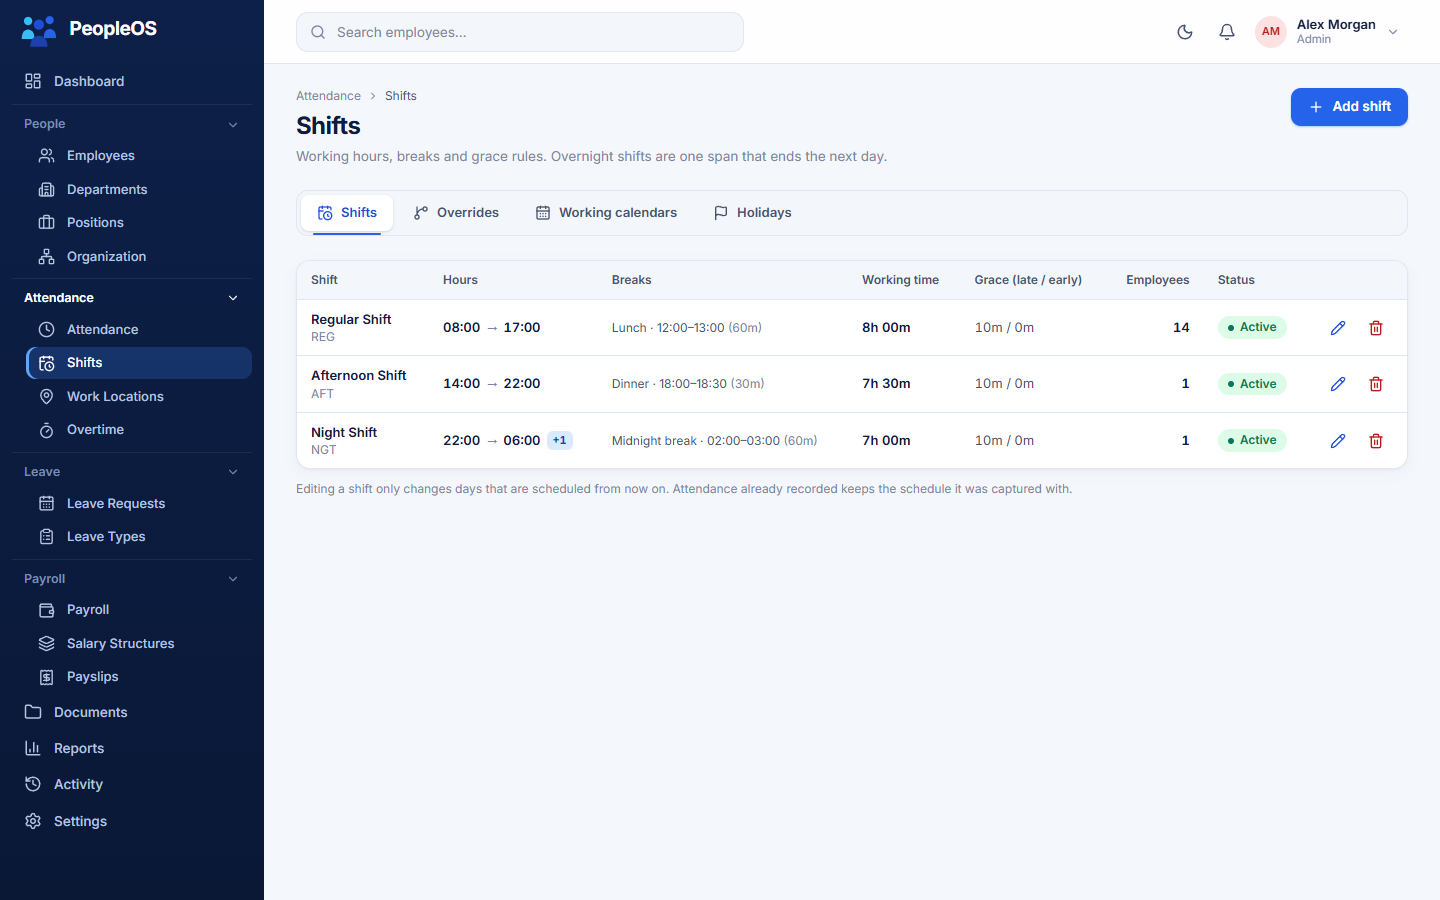 PeopleOS
Search employees...
AM
Alex Morgan
Admin
Dashboard
People
Employees
Departments
Positions
Organization
Attendance
Attendance
Shifts
Work Locations
Overtime
Leave
Leave Requests
Leave Types
Payroll
Payroll
Salary Structures
Payslips
Documents
Reports
Activity
Settings
Attendance > Shifts
Shifts
Working hours, breaks and grace rules. Overnight shifts are one span that ends the next day.
+ Add shift
Shifts Overrides Working calendars Holidays
Shift Hours Breaks Working time Grace (late / early) Employees Status
Regular Shift
REG
08:00 → 17:00 Lunch · 12:00–13:00 (60m) 8h 00m 10m / 0m 14 Active
Afternoon Shift
AFT
14:00 → 22:00 Dinner · 18:00–18:30 (30m) 7h 30m 10m / 0m 1 Active
Night Shift
NGT
22:00 → 06:00 +1 Midnight break · 02:00–03:00 (60m) 7h 00m 10m / 0m 1 Active
Editing a shift only changes days that are scheduled from now on. Attendance already recorded keeps the schedule it was captured with.